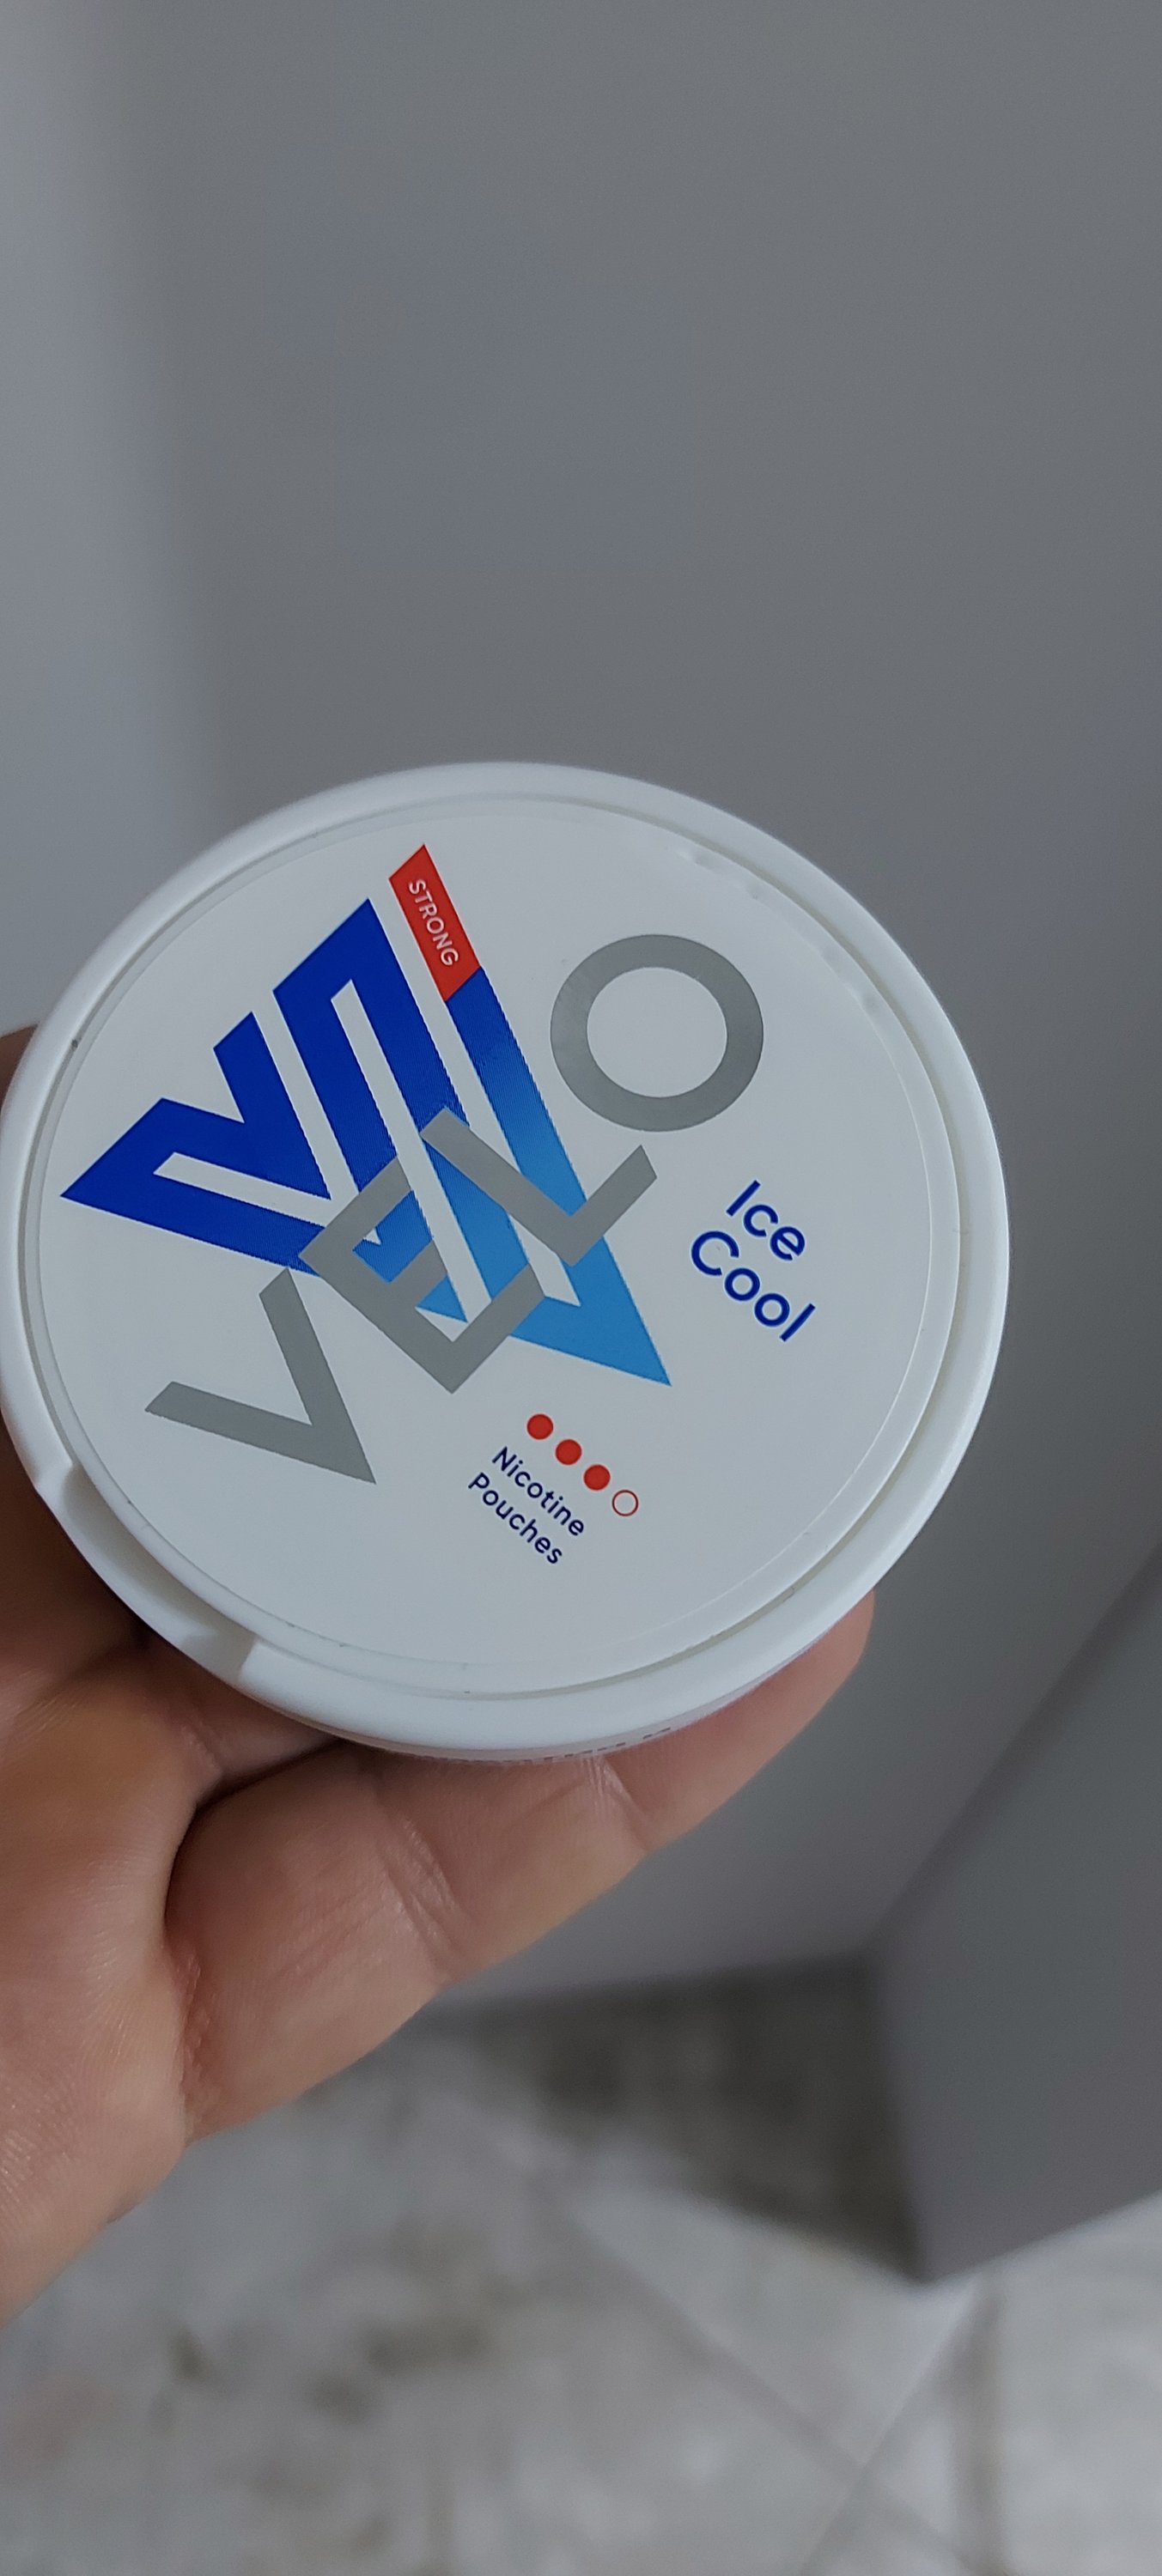 STRONG
VELO
Ice
Cool
Nicotine
Pouches